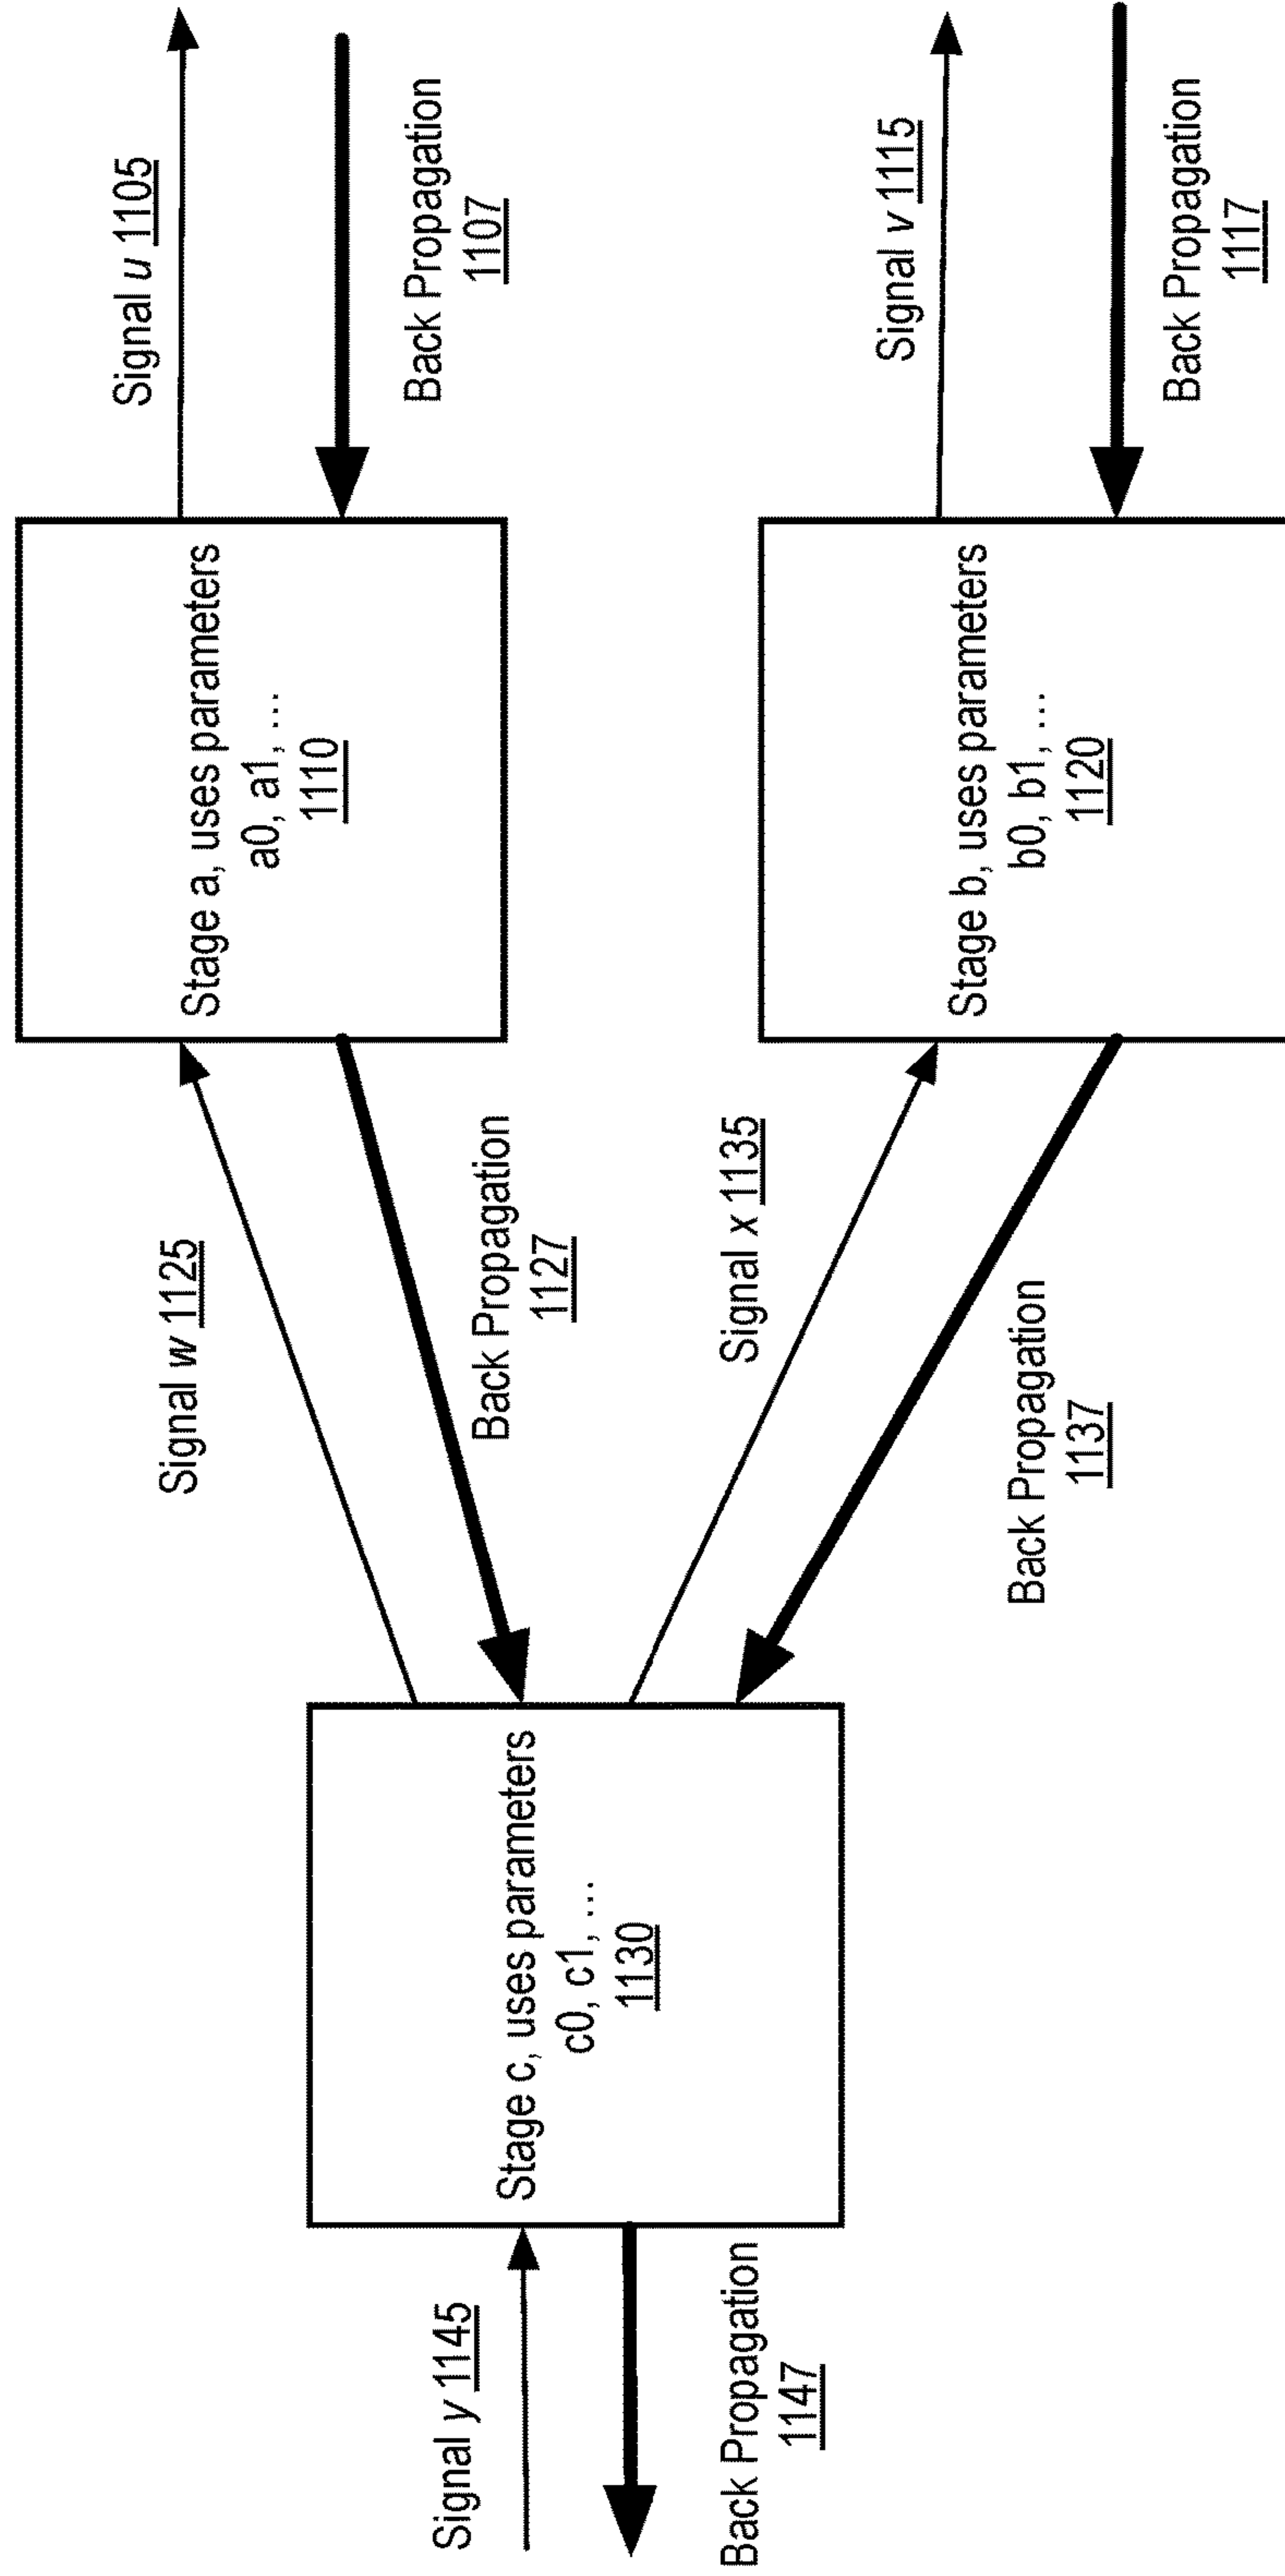 Signal y 1145
Back Propagation
1147
Stage c, uses parameters
c0, c1, ...
1130
Signal w 1125
Back Propagation
1127
Signal x 1135
Back Propagation
1137
Stage a, uses parameters
a0, a1, ...
1110
Stage b, uses parameters
b0, b1, ...
1120
Signal u 1105
Back Propagation
1107
Signal v 1115
Back Propagation
1117